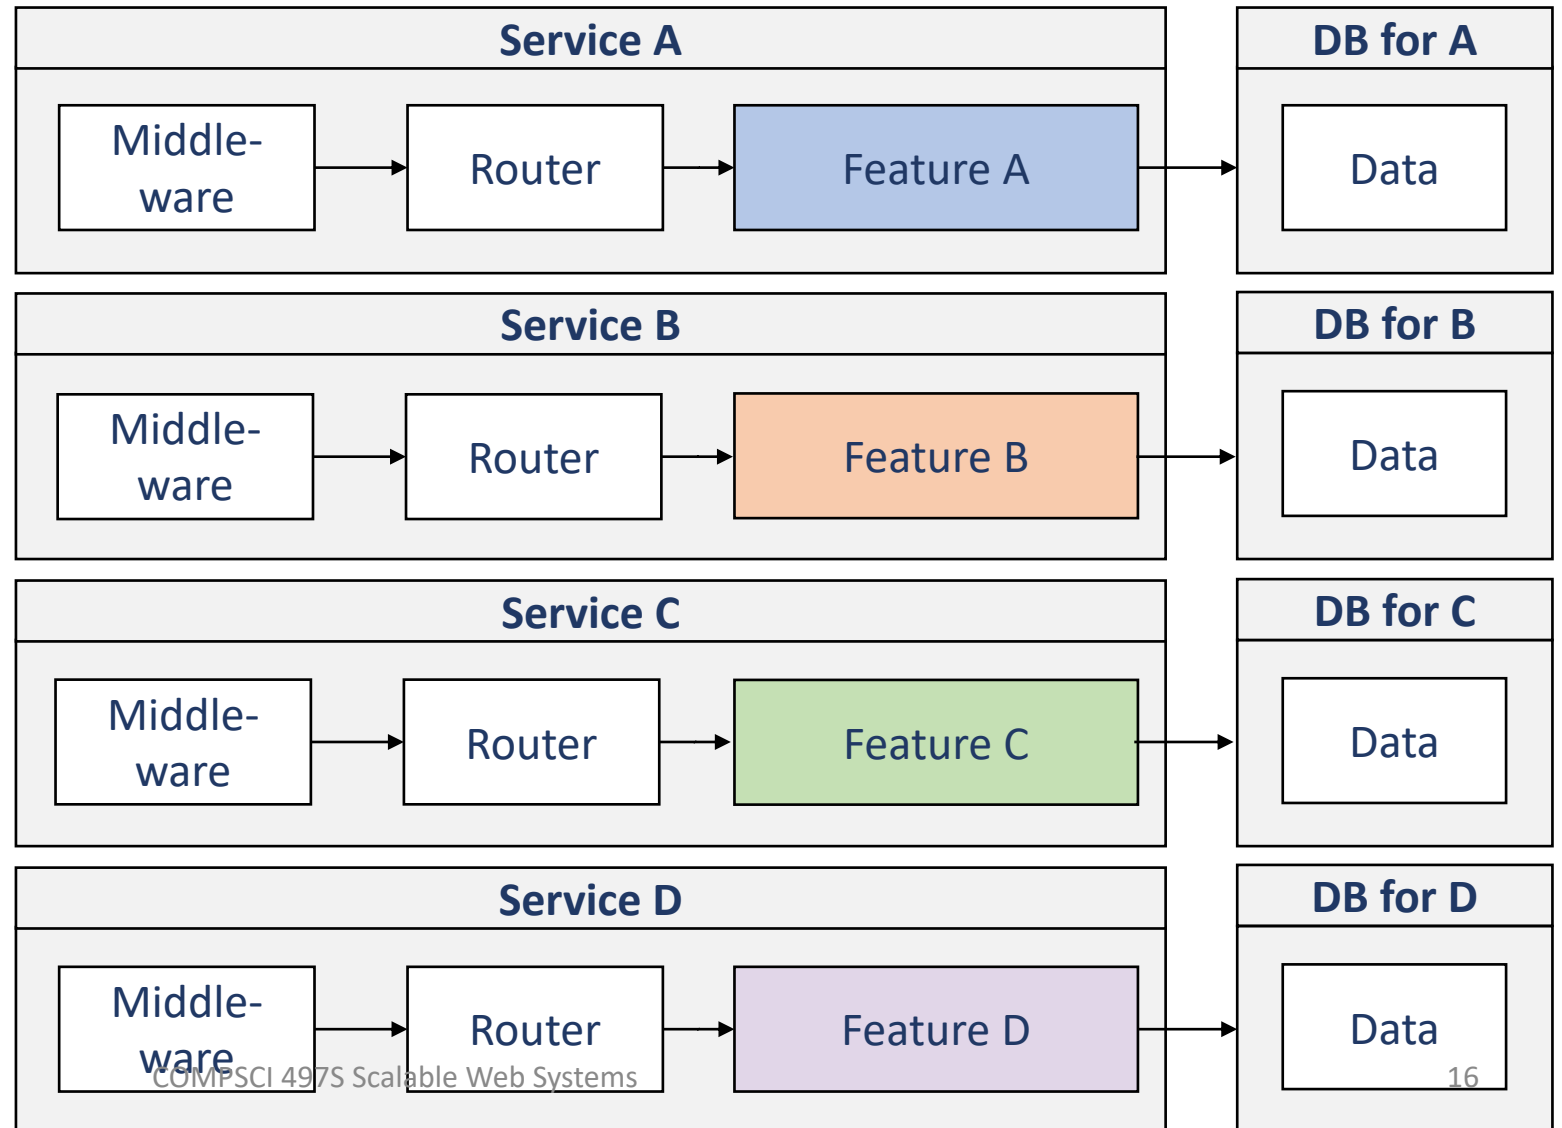 Service A
DB for A
Middle-
ware
Router
Feature A
Data
Service B
DB for B
Middle-
ware
Router
Feature B
Data
Service C
DB for C
Middle-
ware
Router
Feature C
Data
Service D
DB for D
Middle-
ware
Router
Feature D
Data
COMPSCI 497S Scalable Web Systems
16